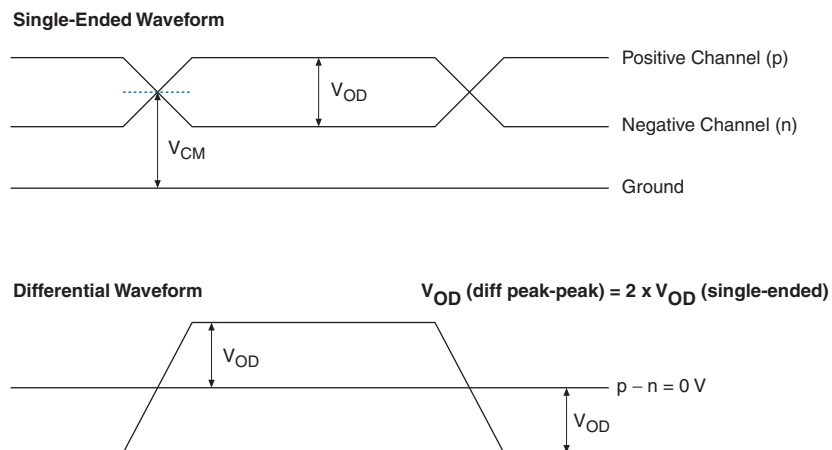 Single-Ended Waveform
Positive Channel (p)
VOD
Negative Channel (n)
VCM
Ground
Differential Waveform
VOD (diff peak-peak) = 2 x VOD (single-ended)
VOD
p – n = 0 V
VOD